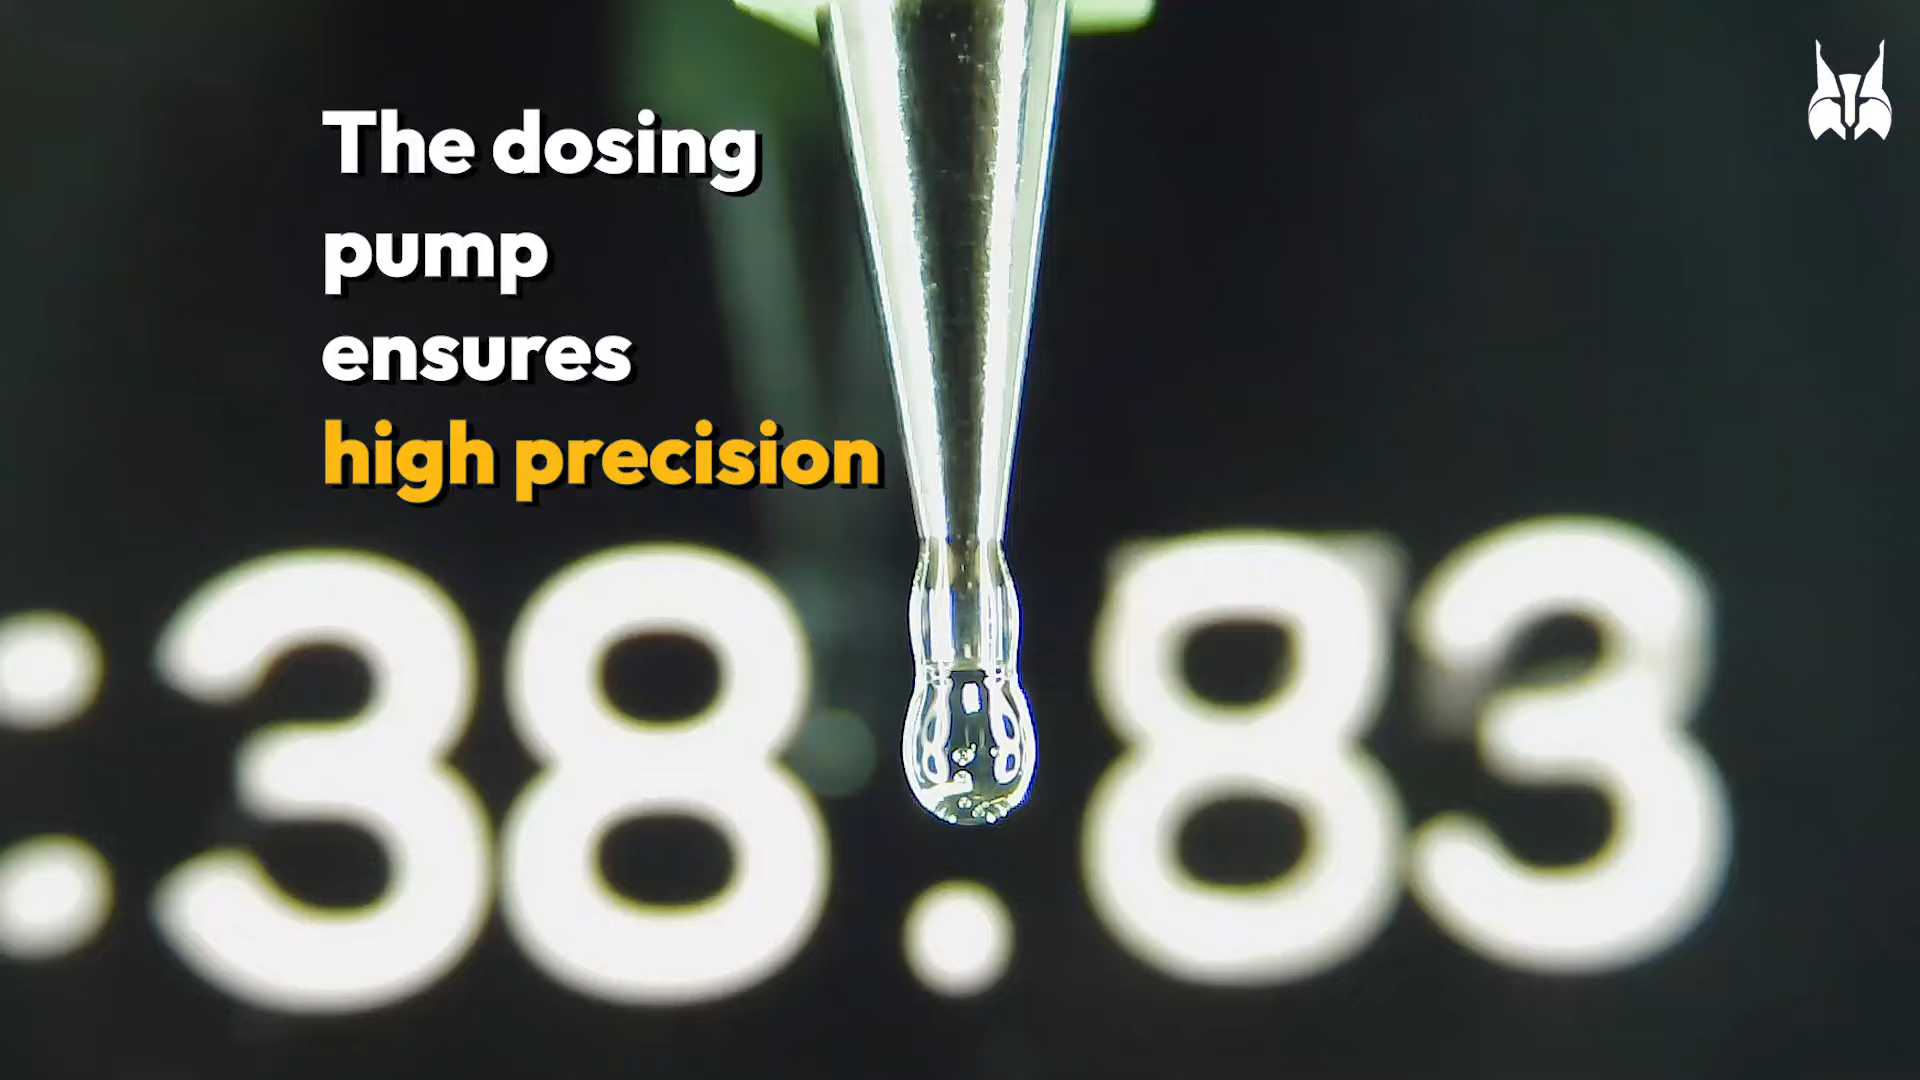 The dosing
pump
ensures
high precision
:38.83